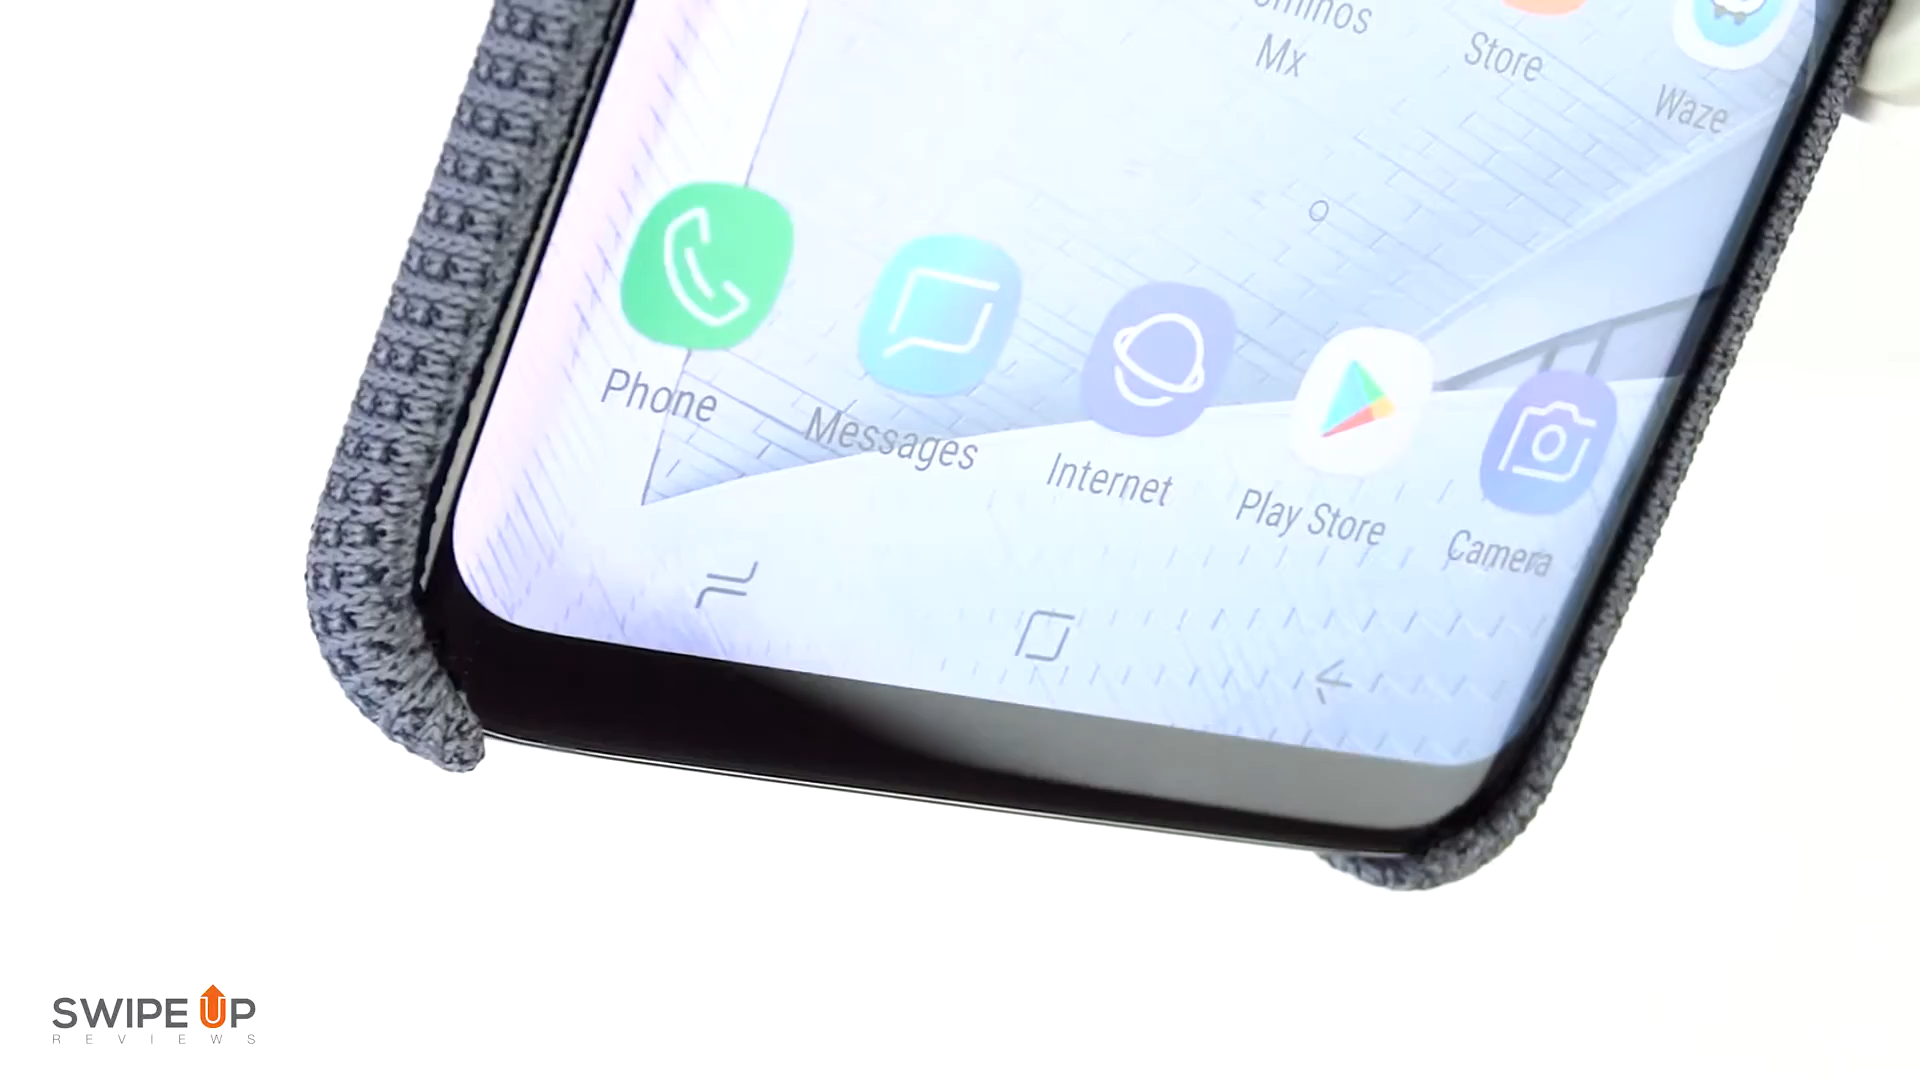 Mx
Store
Waze
Phone
Messages
Internet
Play Store
Camera
SWIPE UP
REVIEWS